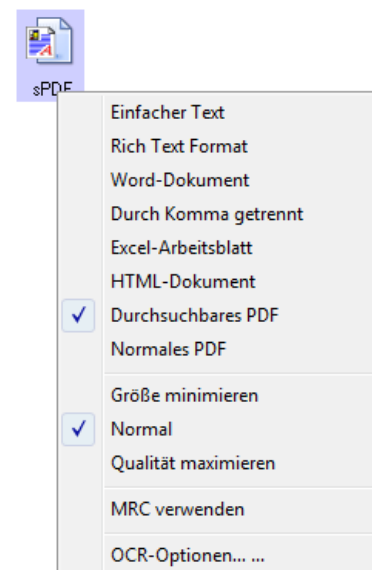 sPDF
Einfacher Text
Rich Text Format
Word-Dokument
Durch Komma getrennt
Excel-Arbeitsblatt
HTML-Dokument
Durchsuchbares PDF
Normales PDF
Größe minimieren
Normal
Qualität maximieren
MRC verwenden
OCR-Optionen... ...